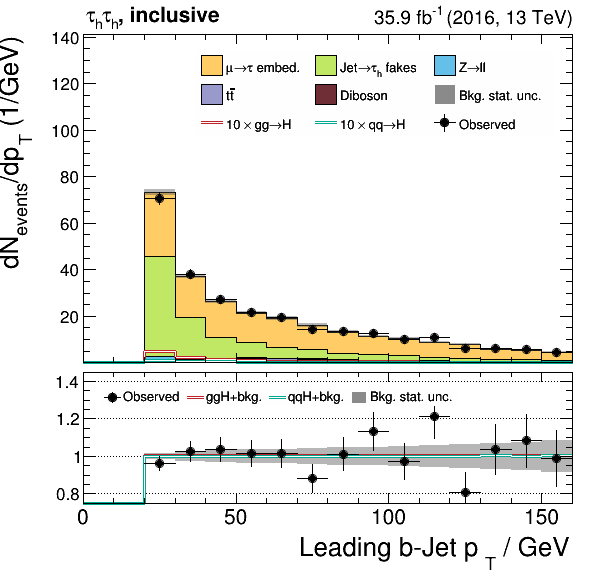 τhτh, inclusive 35.9 fb-1 (2016, 13 TeV)
dNevents/dpT (1/GeV)
140
120
100
80
60
40
20
μ→τ embed. Jet→τh fakes Z→ll
tt̄ Diboson Bkg. stat. unc.
10 × gg→H 10 × qq→H Observed
1.4
1.2
1
0.8
Observed ggH+bkg. qqH+bkg. Bkg. stat. unc.
0 50 100 150
Leading b-Jet pT / GeV